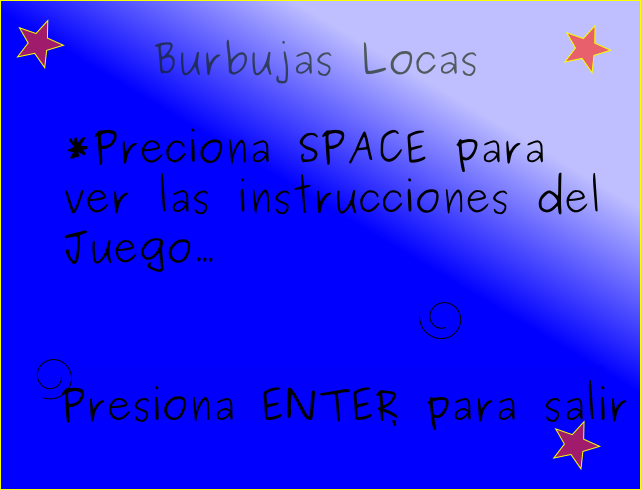 Burbujas Locas
*Preciona SPACE para
ver las instrucciones del
Juego...
Presiona ENTER para salir